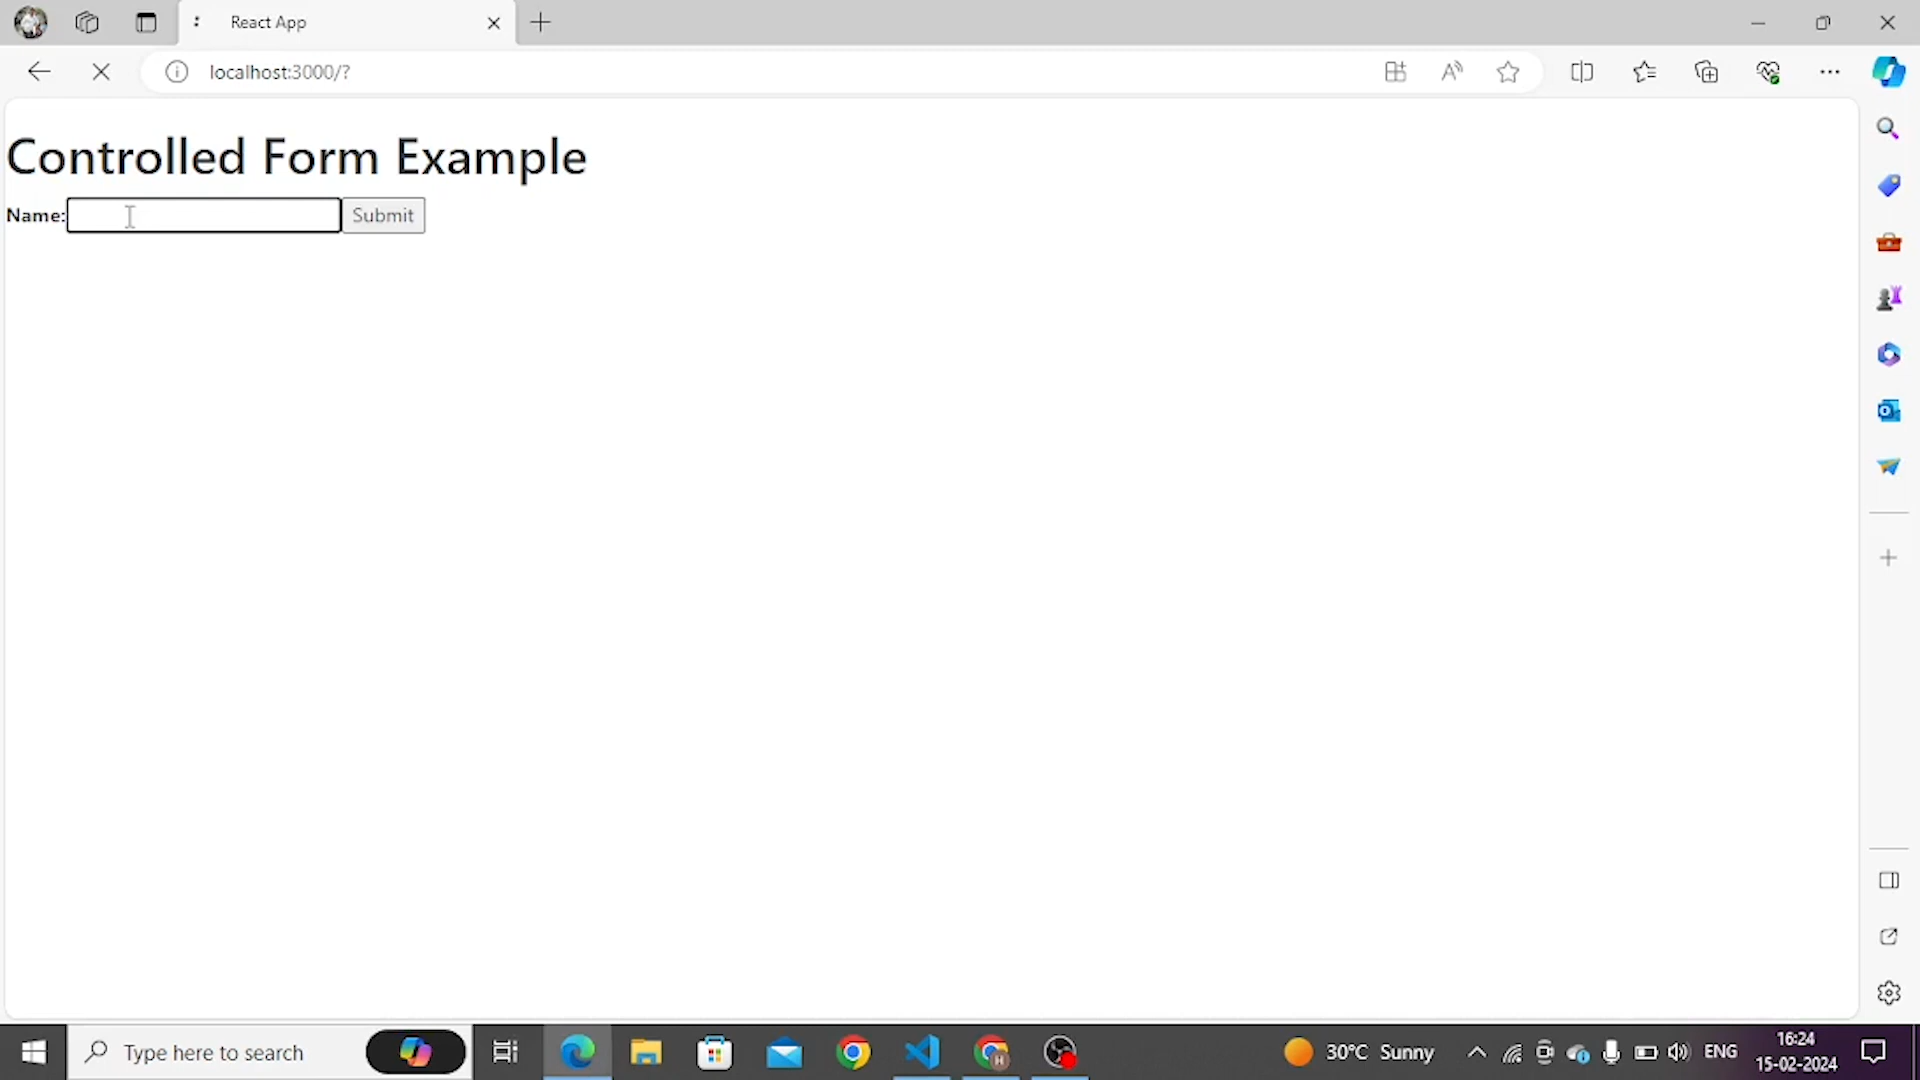 React App
localhost:3000/?
Controlled Form Example
Name:
Submit
Type here to search
30°C Sunny
ENG
16:24
15-02-2024